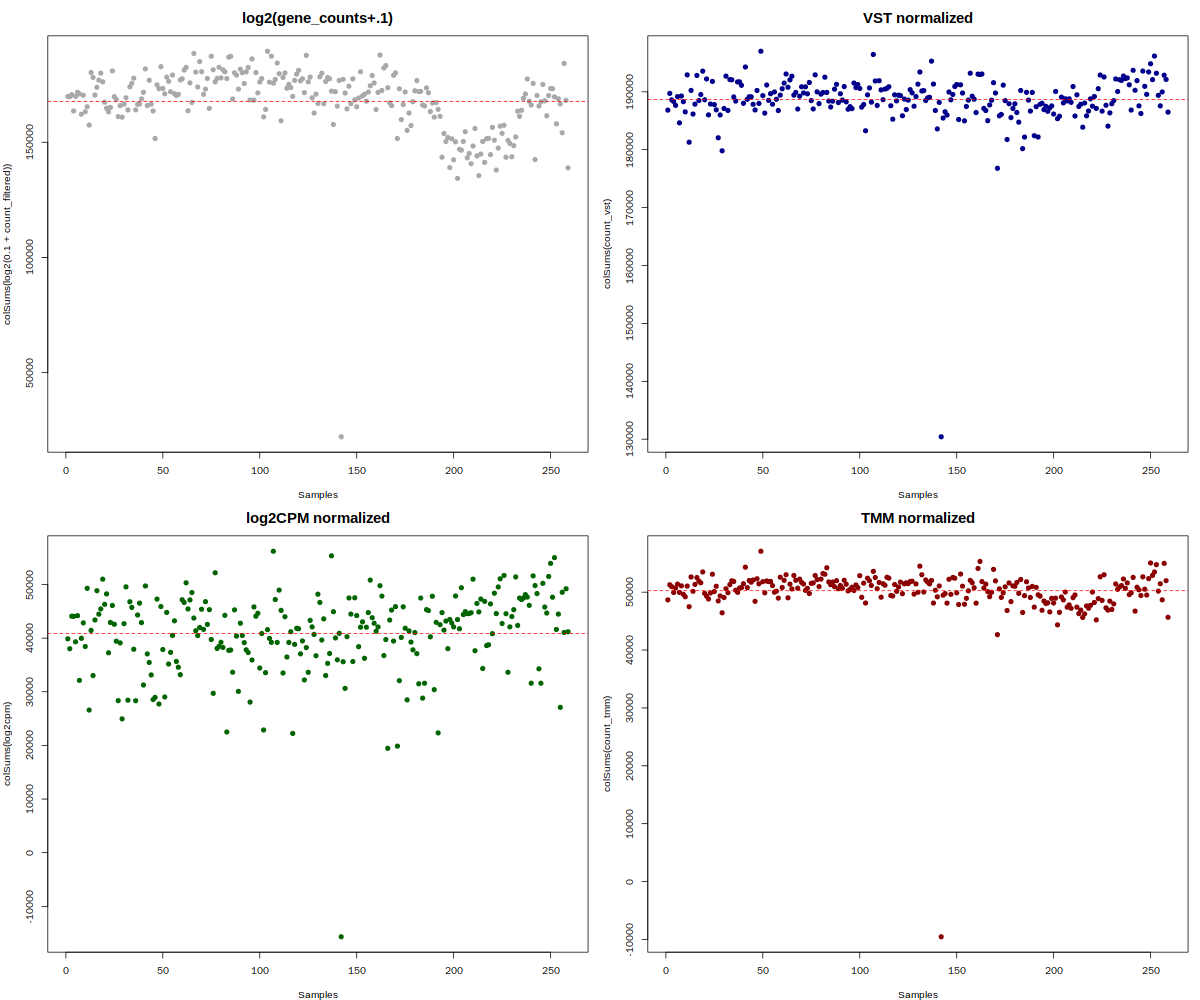 log2(gene_counts+.1)
colSums(log2(0.1 + count_filtered))
150000
100000
50000
0 50 100 150 200 250
Samples
VST normalized
colSums(count_vst)
190000
180000
170000
160000
150000
140000
130000
0 50 100 150 200 250
Samples
log2CPM normalized
colSums(log2cpm)
50000
40000
30000
20000
10000
0
-10000
0 50 100 150 200 250
Samples
TMM normalized
colSums(count_tmm)
50000
40000
30000
20000
10000
0
-10000
0 50 100 150 200 250
Samples